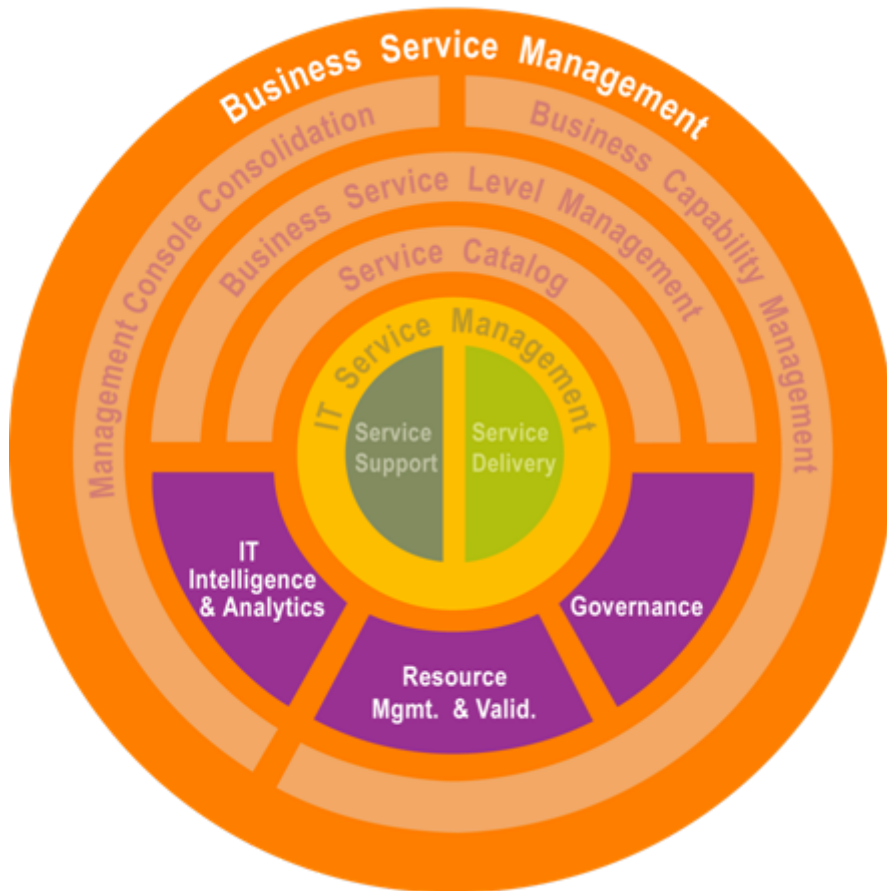 Business Service Management
Management Console Consolidation
Business Capability Management
Business Service Level Management
Service Catalog
IT Service Management
Service
Support
Service
Delivery
IT
Intelligence
& Analytics
Resource
Mgmt. & Valid.
Governance